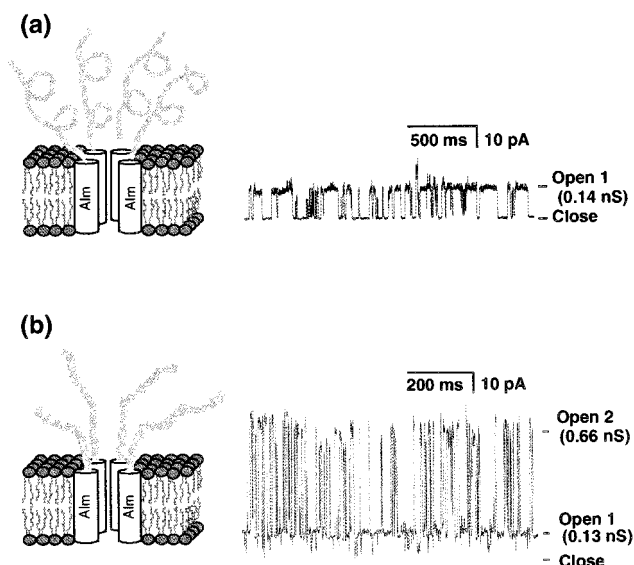 (a)
500 ms 10 pA
Open 1
(0.14 nS)
Close
Alm Alm
(b)
200 ms 10 pA
Open 2
(0.66 nS)
Open 1
(0.13 nS)
Close
Alm Alm